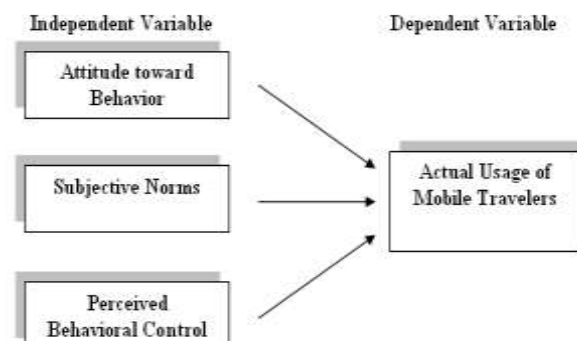 Independent Variable
Dependent Variable
Attitude toward
Behavior
Subjective Norms
Actual Usage of
Mobile Travelers
Perceived
Behavioral Control